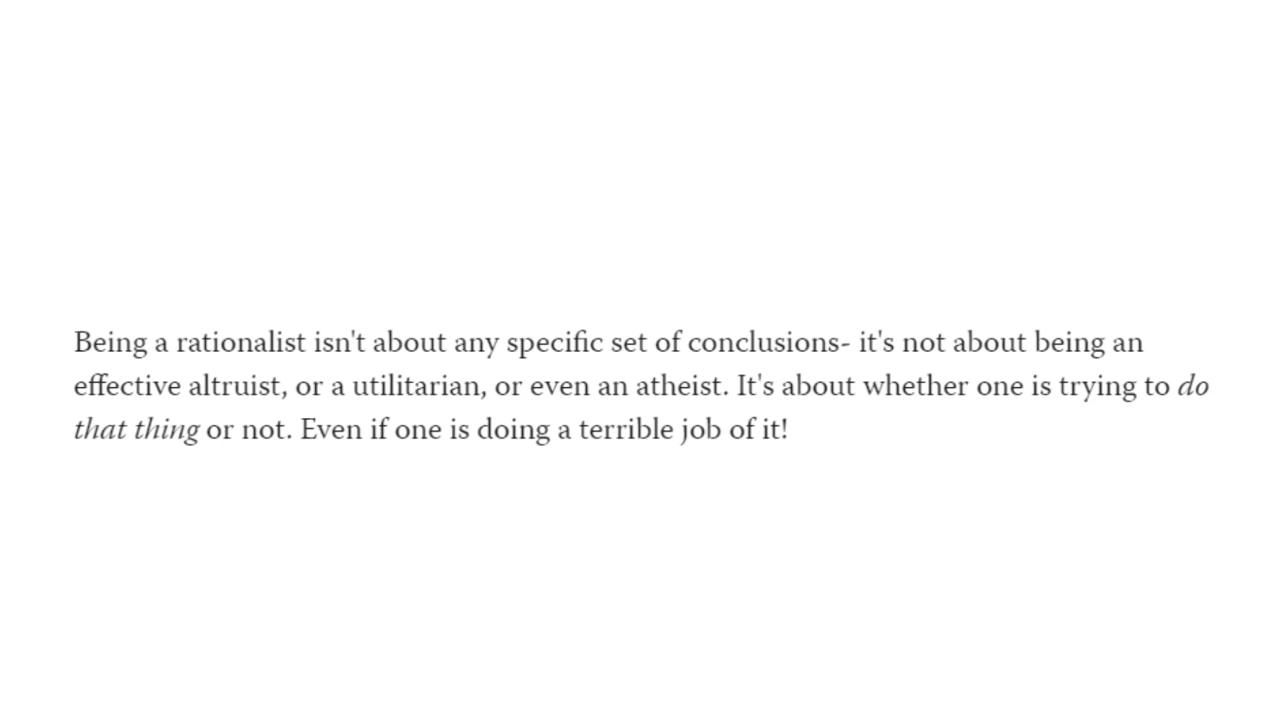 Being a rationalist isn't about any specific set of conclusions- it's not about being an
effective altruist, or a utilitarian, or even an atheist. It's about whether one is trying to do
that thing or not. Even if one is doing a terrible job of it!